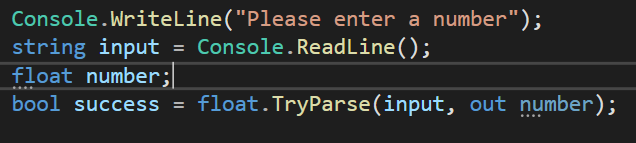 Console.WriteLine("Please enter a number");
string input = Console.ReadLine();
float number;
bool success = float.TryParse(input, out number);